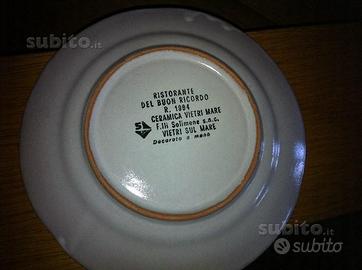 subito.it
RISTORANTE
DEL BUON RICORDO
R. 1984
CERAMICA VIETRI MARE
F.lli Solimene s.n.c.
VIETRI SUL MARE
Decorato a mano
subito.it
subito